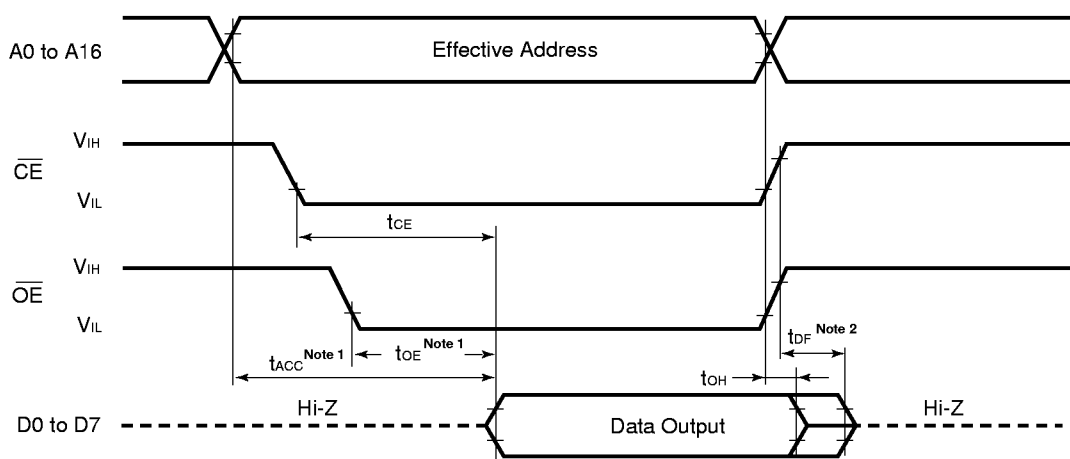 A0 to A16
Effective Address
VIH
CE
VIL
tCE
VIH
OE
VIL
tACC Note 1
tOE Note 1
tDF Note 2
tOH
D0 to D7
Hi-Z
Data Output
Hi-Z